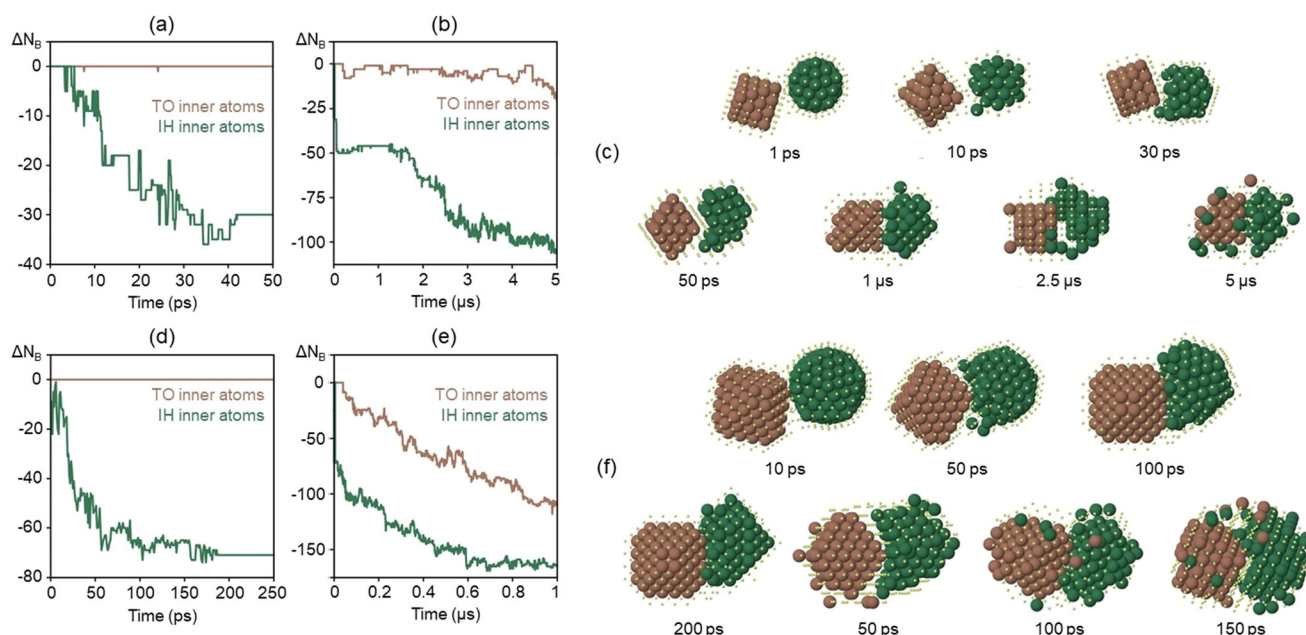 (a)
ΔN_B
0
-10
-20
-30
-40
TO inner atoms
IH inner atoms
0 10 20 30 40 50
Time (ps)
(b)
ΔN_B
0
-25
-50
-75
-100
TO inner atoms
IH inner atoms
0 1 2 3 4 5
Time (μs)
(c)
1 ps 10 ps 30 ps
50 ps 1 μs 2.5 μs 5 μs
(d)
ΔN_B
0
-20
-40
-60
-80
TO inner atoms
IH inner atoms
0 50 100 150 200 250
Time (ps)
(e)
ΔN_B
0
-50
-100
-150
TO inner atoms
IH inner atoms
0 0.2 0.4 0.6 0.8 1
Time (μs)
(f)
10 ps 50 ps 100 ps
200 ps 50 ps 100 ps 150 ps